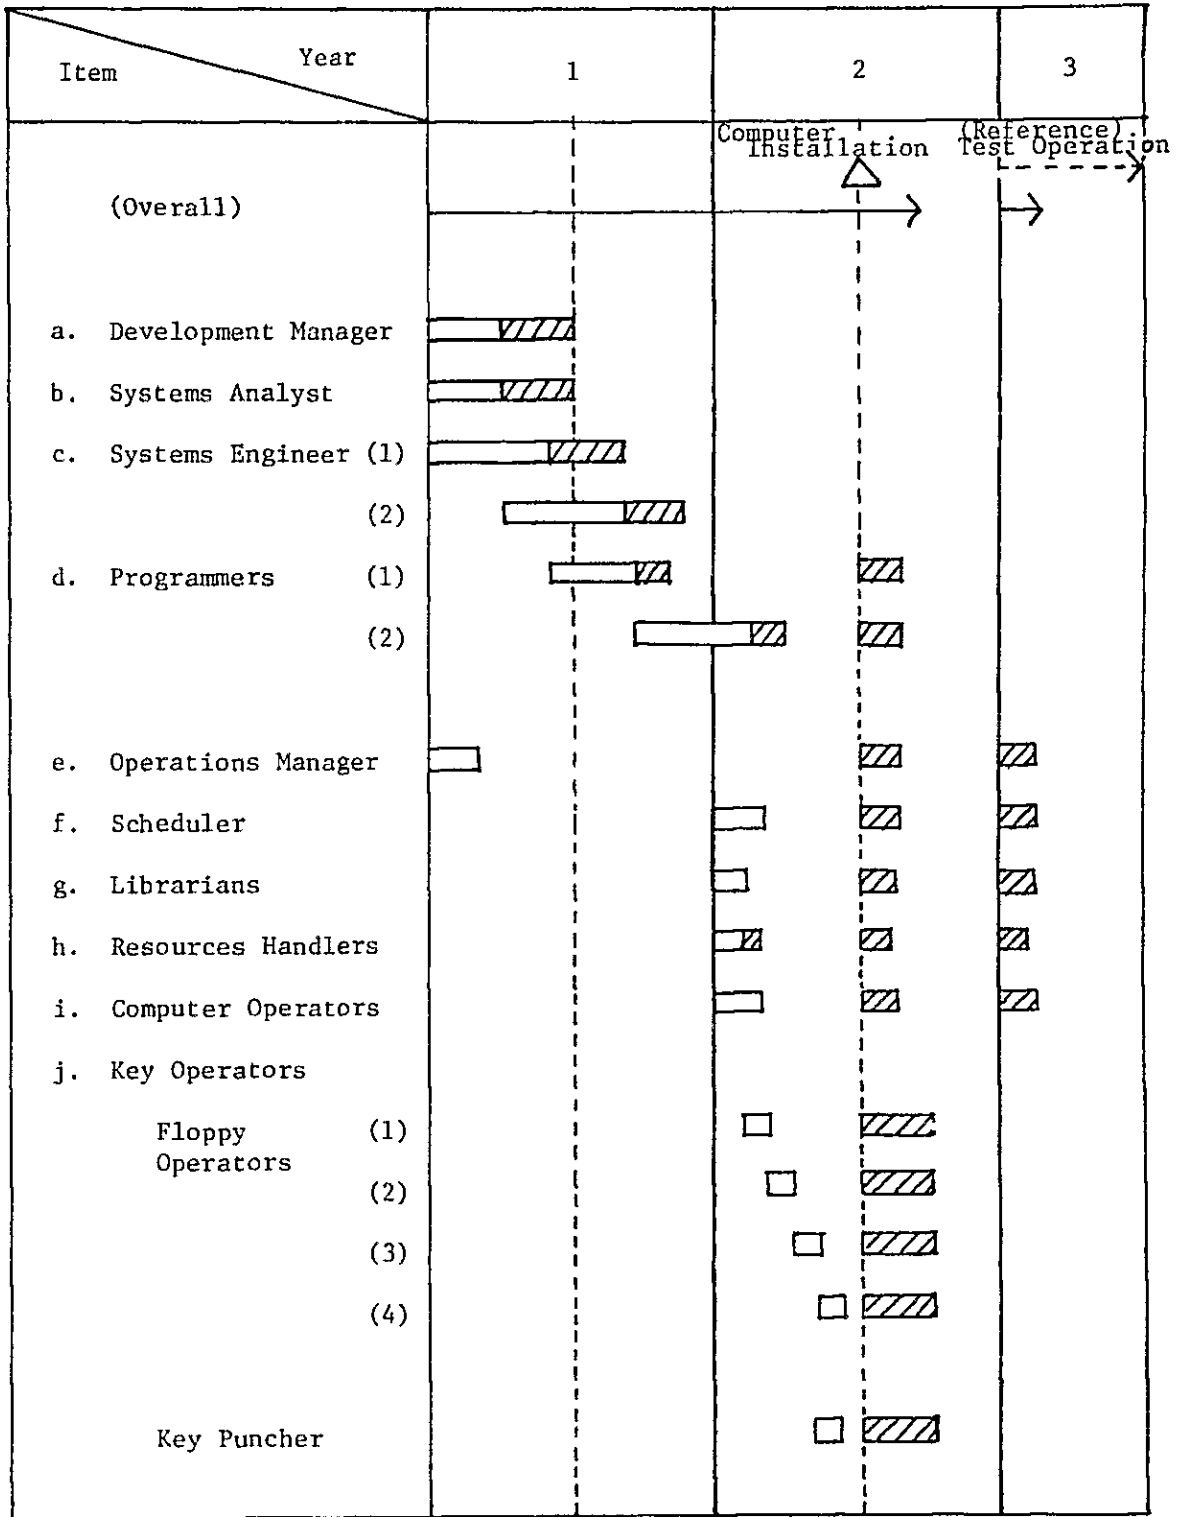 Year
Item
1
2
3
Computer
Installation
(Reference)
Test Operation
(Overall)
a. Development Manager
b. Systems Analyst
c. Systems Engineer (1)
(2)
d. Programmers (1)
(2)
e. Operations Manager
f. Scheduler
g. Librarians
h. Resources Handlers
i. Computer Operators
j. Key Operators
Floppy (1)
Operators
(2)
(3)
(4)
Key Puncher